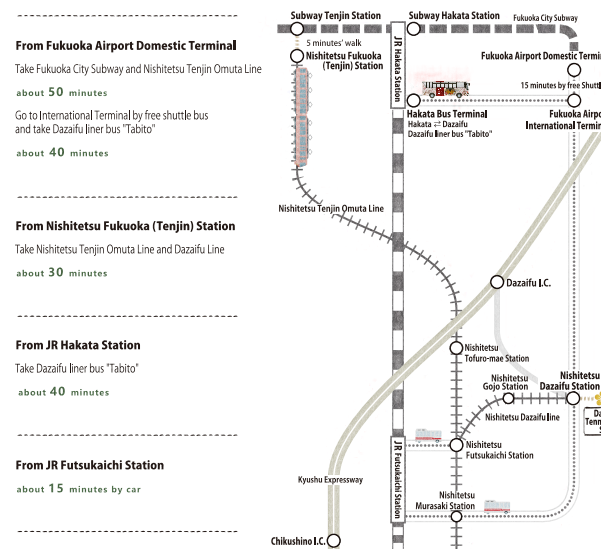 From Fukuoka Airport Domestic Terminal
Take Fukuoka City Subway and Nishitetsu Tenjin Omuta Line
about 50 minutes
Go to International Terminal by free shuttle bus
and take Dazaifu liner bus "Tabito"
about 40 minutes
From Nishitetsu Fukuoka (Tenjin) Station
Take Nishitetsu Tenjin Omuta Line and Dazaifu Line
about 30 minutes
From JR Hakata Station
Take Dazaifu liner bus "Tabito"
about 40 minutes
From JR Futsukaichi Station
about 15 minutes by car
Subway Tenjin Station
Subway Hakata Station
Fukuoka City Subway
5 minutes' walk
Nishitetsu Fukuoka
(Tenjin) Station
JR Hakata Station
Fukuoka Airport Domestic
15 minutes by free
Hakata Bus Terminal
Hakata ⇄ Dazaifu
Dazaifu liner bus "Tabito"
Fukuoka
International
Nishitetsu Tenjin Omuta Line
Dazaifu I.C.
Nishitetsu
Tofuro-mae Station
Nishitetsu
Gojo Station
Nishitetsu
Dazaifu Station
Nishitetsu Dazaifu line
Nishitetsu
Futsukaichi Station
JR Futsukaichi Station
Kyushu Expressway
Nishitetsu
Murasaki Station
Chikushino I.C.